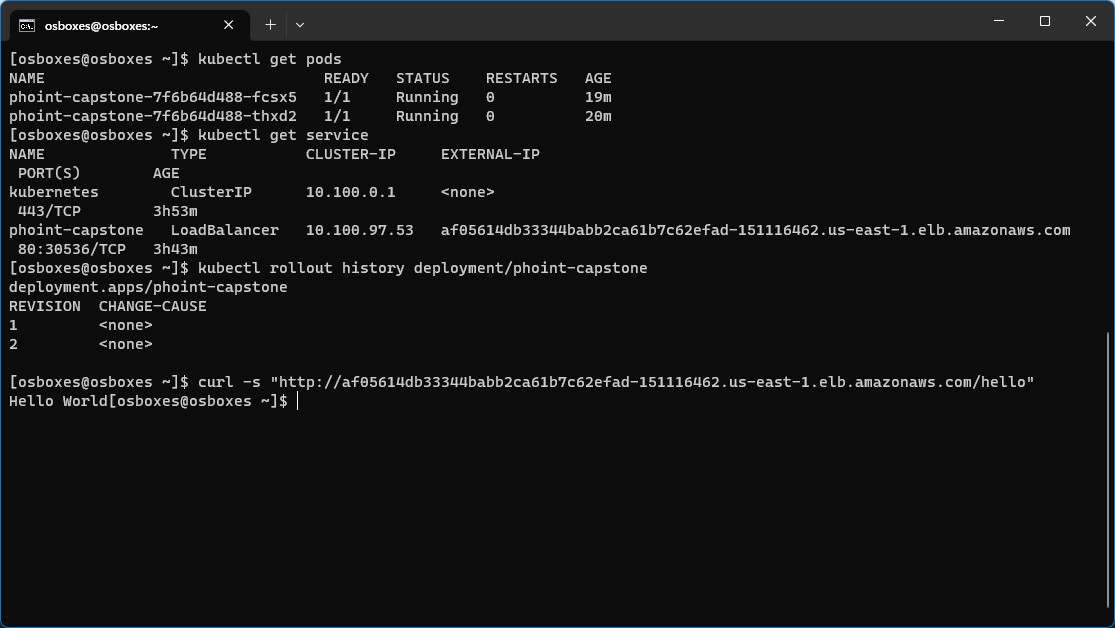 osboxes@osboxes:~
[osboxes@osboxes ~]$ kubectl get pods
NAME                               READY   STATUS    RESTARTS   AGE
phoint-capstone-7f6b64d488-fcsx5   1/1     Running   0          19m
phoint-capstone-7f6b64d488-thxd2   1/1     Running   0          20m
[osboxes@osboxes ~]$ kubectl get service
NAME              TYPE           CLUSTER-IP     EXTERNAL-IP
 PORT(S)        AGE
kubernetes        ClusterIP      10.100.0.1     <none>
 443/TCP        3h53m
phoint-capstone   LoadBalancer   10.100.97.53   af05614db33344babb2ca61b7c62efad-151116462.us-east-1.elb.amazonaws.com
 80:30536/TCP   3h43m
[osboxes@osboxes ~]$ kubectl rollout history deployment/phoint-capstone
deployment.apps/phoint-capstone
REVISION  CHANGE-CAUSE
1         <none>
2         <none>
[osboxes@osboxes ~]$ curl -s "http://af05614db33344babb2ca61b7c62efad-151116462.us-east-1.elb.amazonaws.com/hello"
Hello World[osboxes@osboxes ~]$